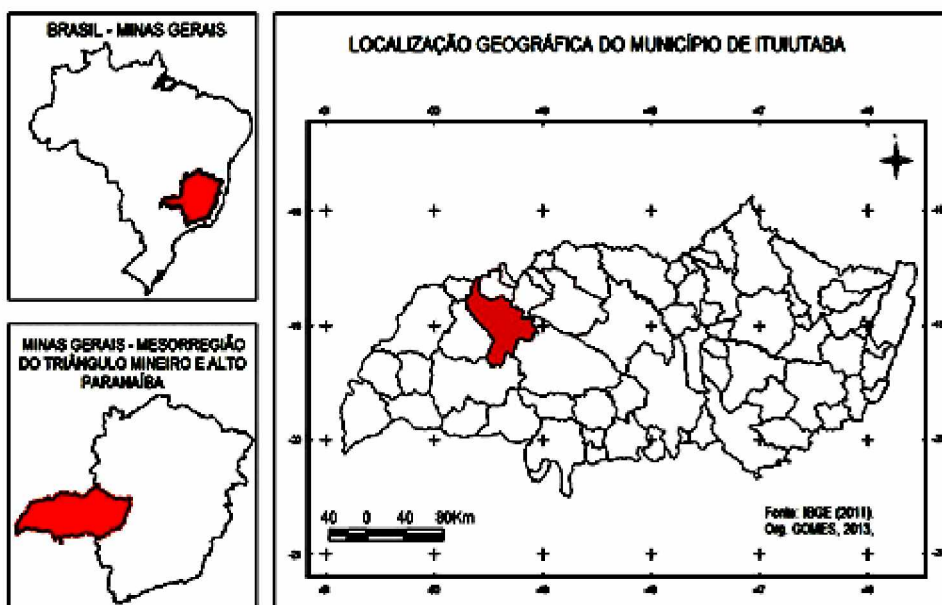 BRASIL - MINAS GERAIS
LOCALIZAÇÃO GEOGRÁFICA DO MUNICÍPIO DE ITUIUTABA
MINAS GERAIS - MESORREGIÃO
DO TRIÂNGULO MINEIRO E ALTO
PARANAÍBA
40 0 40 80Km
Fonte: IBGE (2011).
Org. GOMES, 2013,